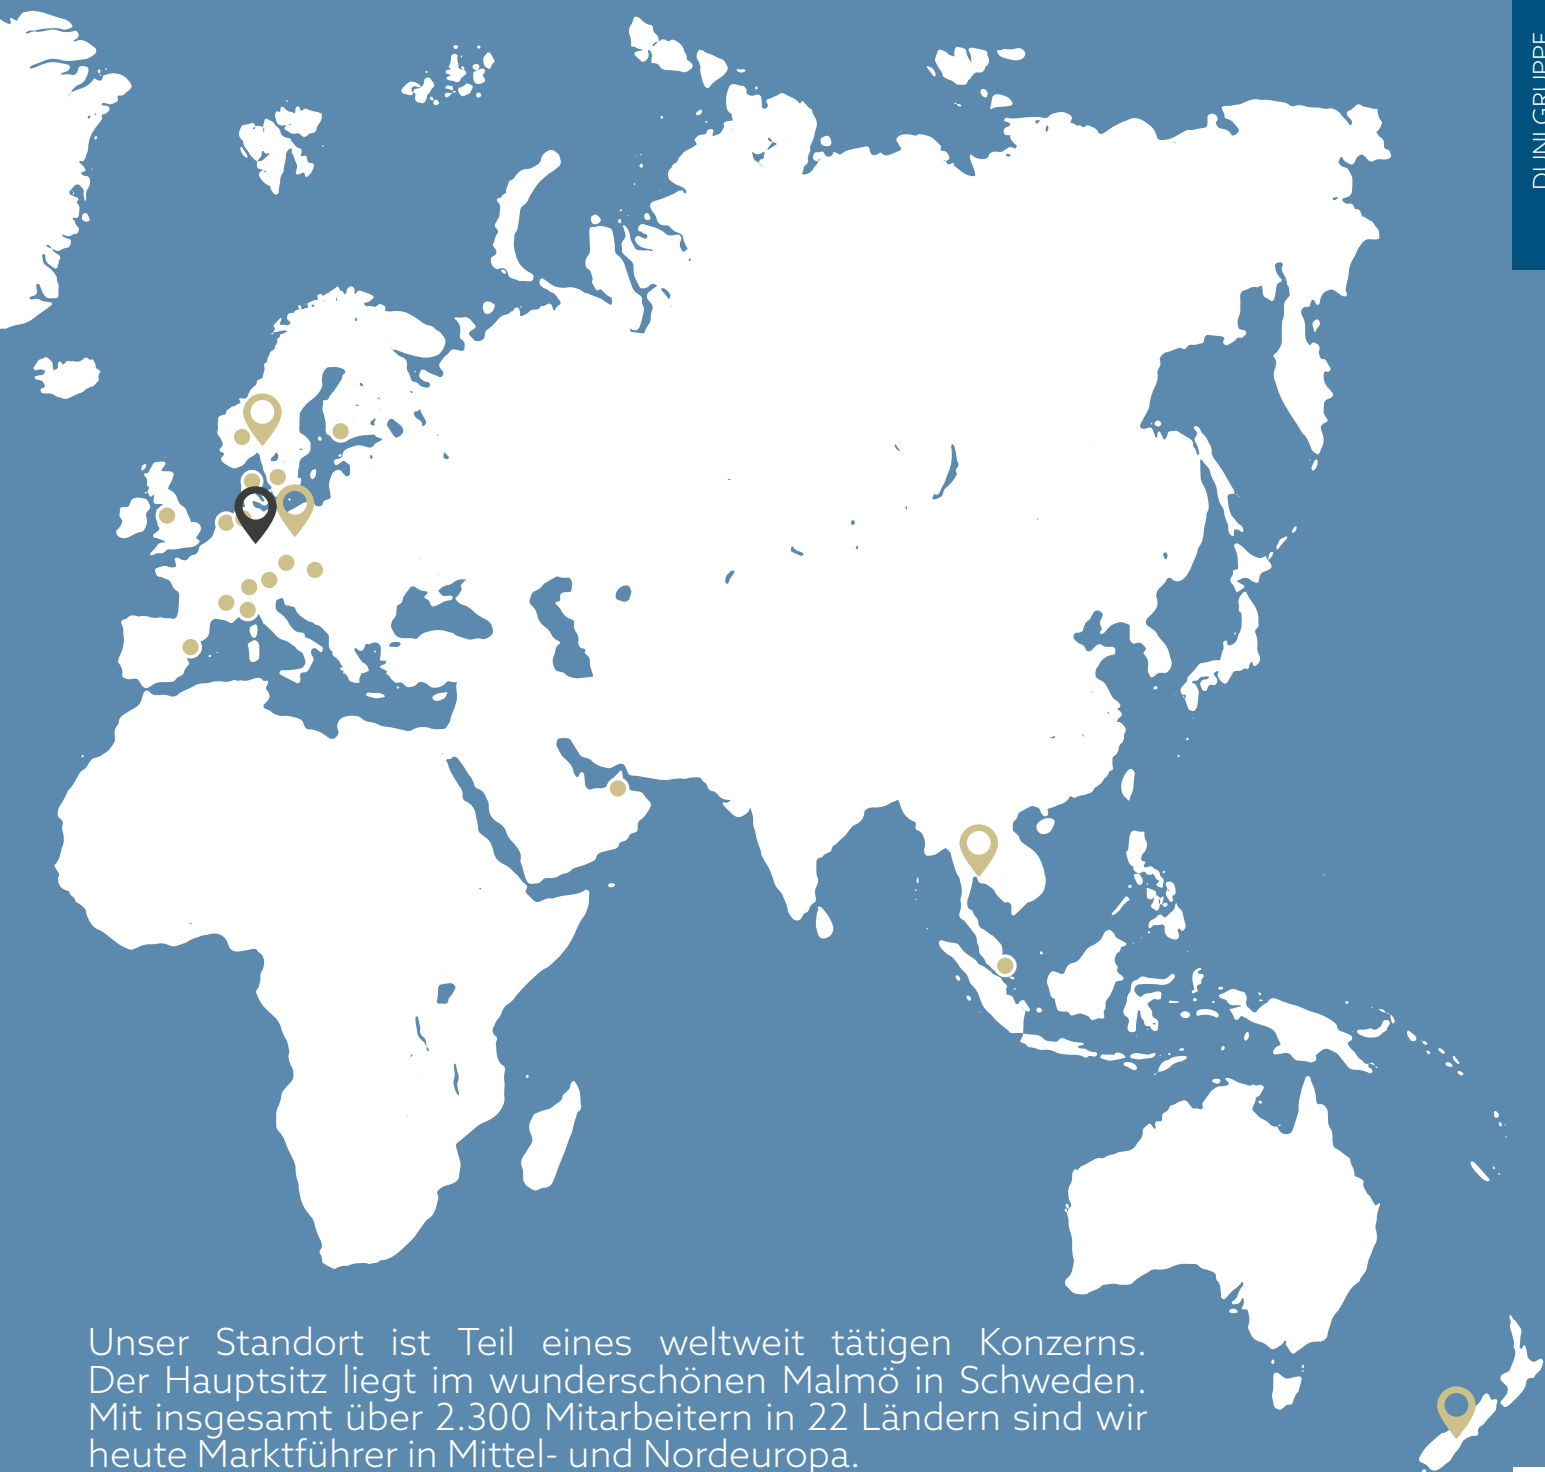 DUNI GRUPPE
Unser Standort ist Teil eines weltweit tätigen Konzerns.
Der Hauptsitz liegt im wunderschönen Malmö in Schweden.
Mit insgesamt über 2.300 Mitarbeitern in 22 Ländern sind wir
heute Marktführer in Mittel- und Nordeuropa.